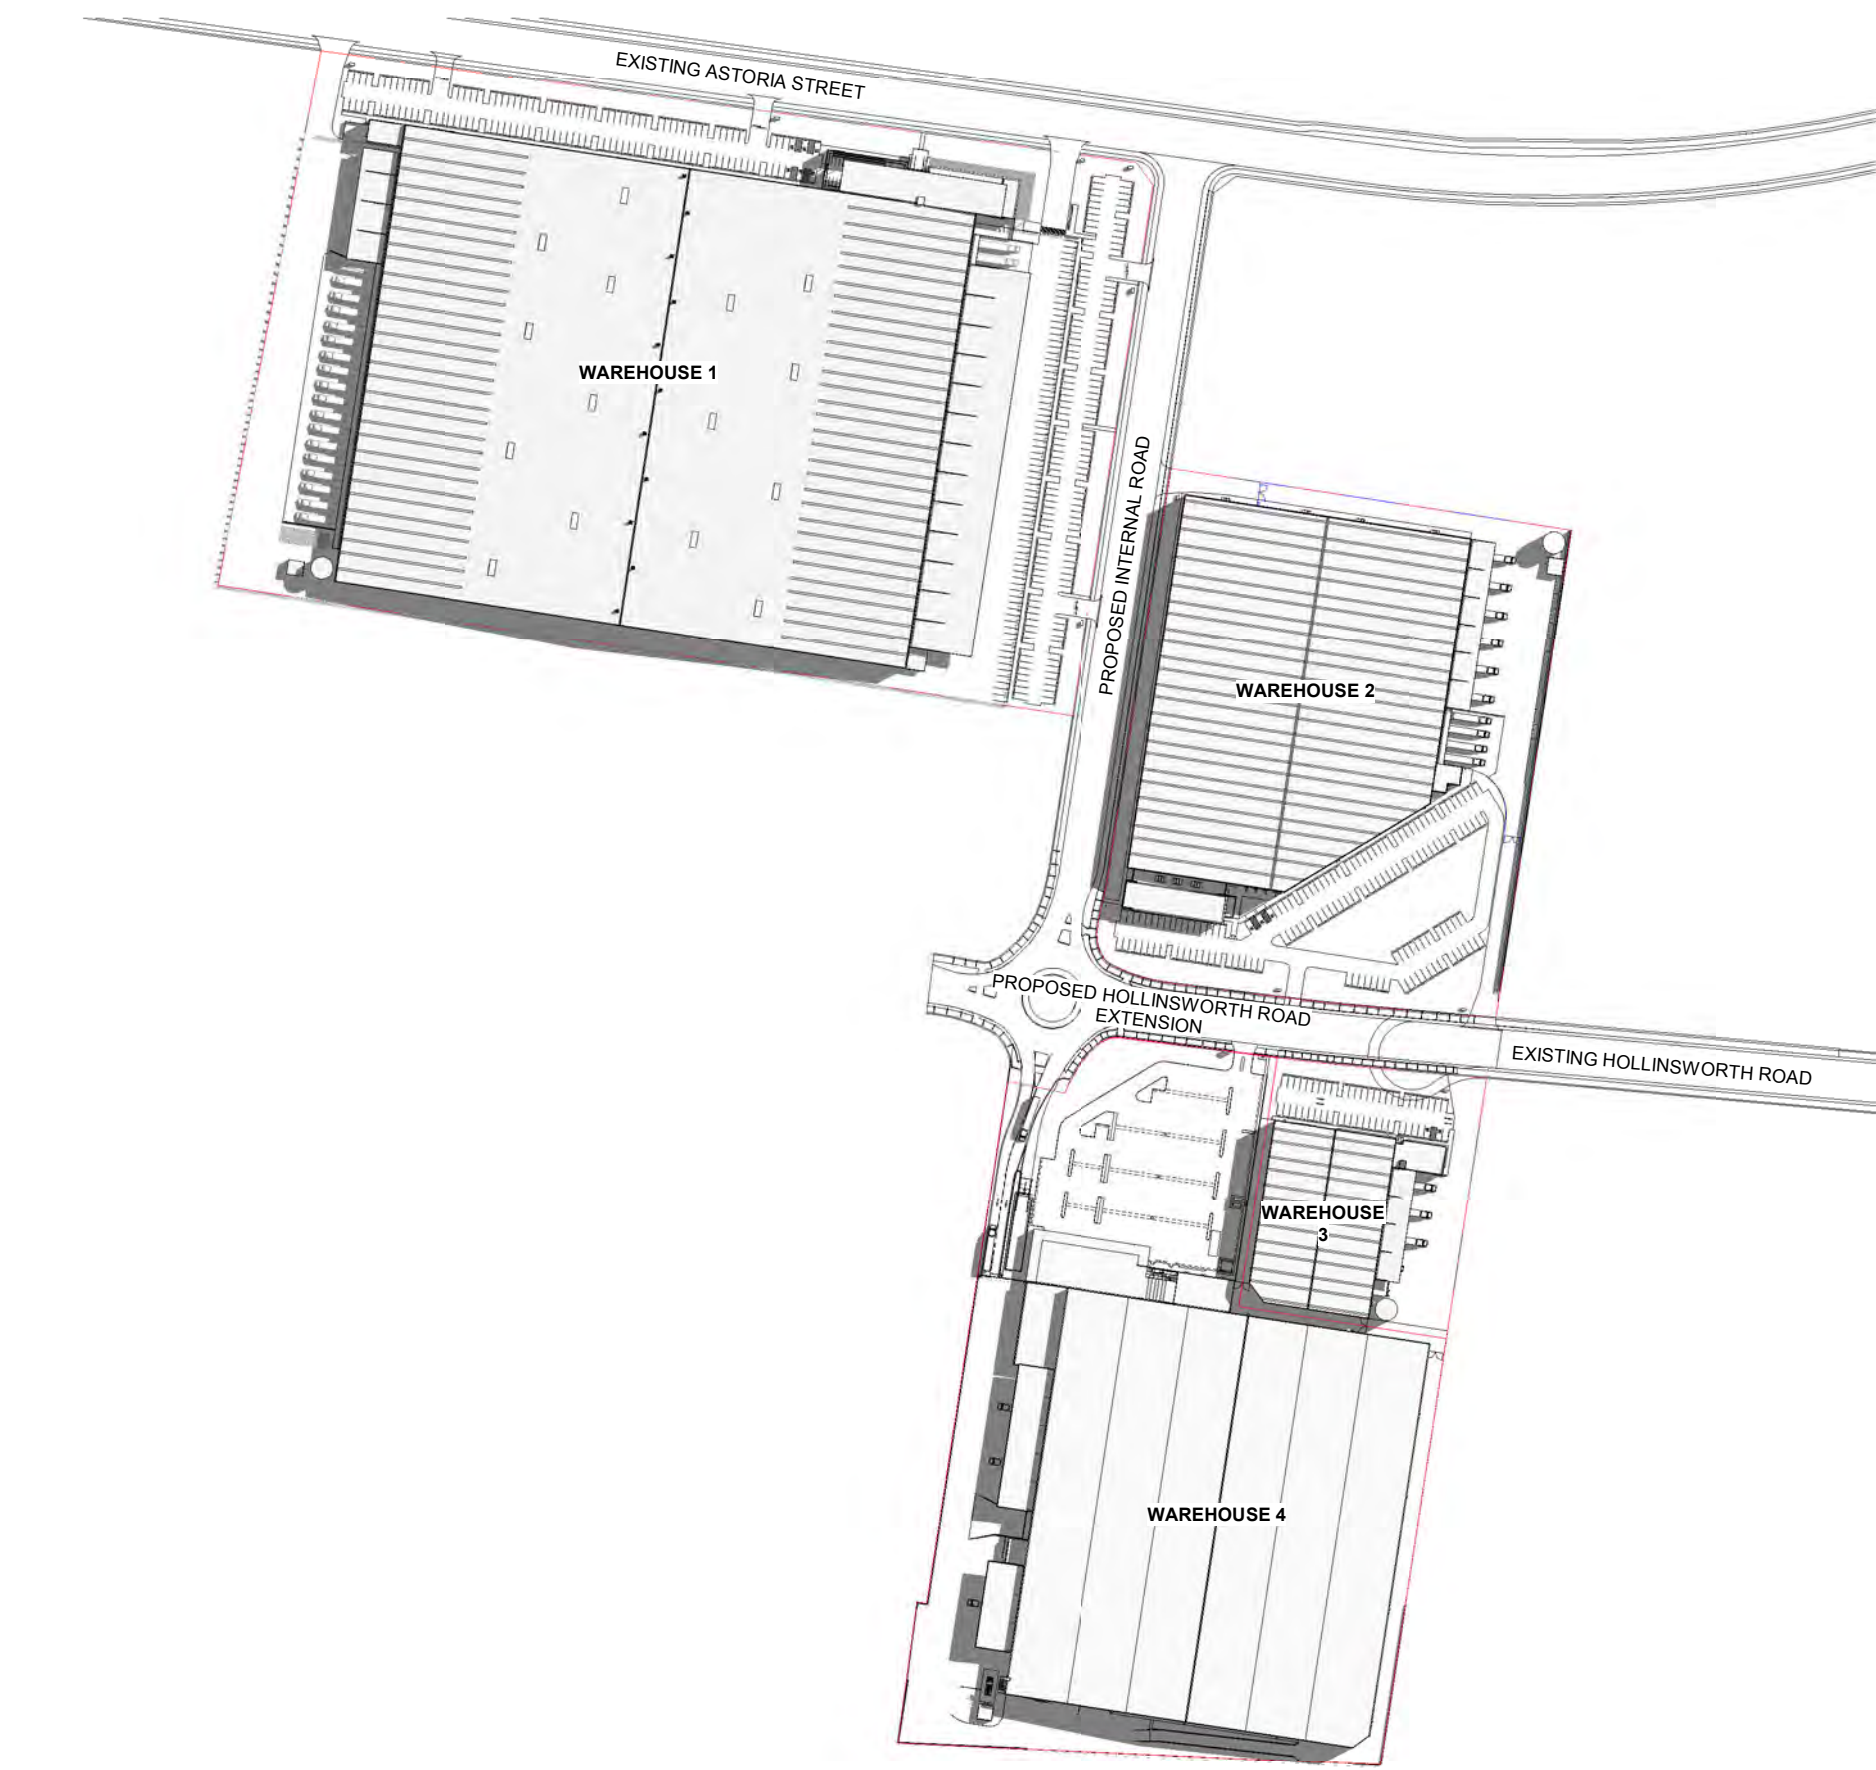 EXISTING ASTORIA STREET
WAREHOUSE 1
PROPOSED INTERNAL ROAD
WAREHOUSE 2
PROPOSED HOLLINSWORTH ROAD
EXTENSION
EXISTING HOLLINSWORTH ROAD
WAREHOUSE
3
WAREHOUSE 4